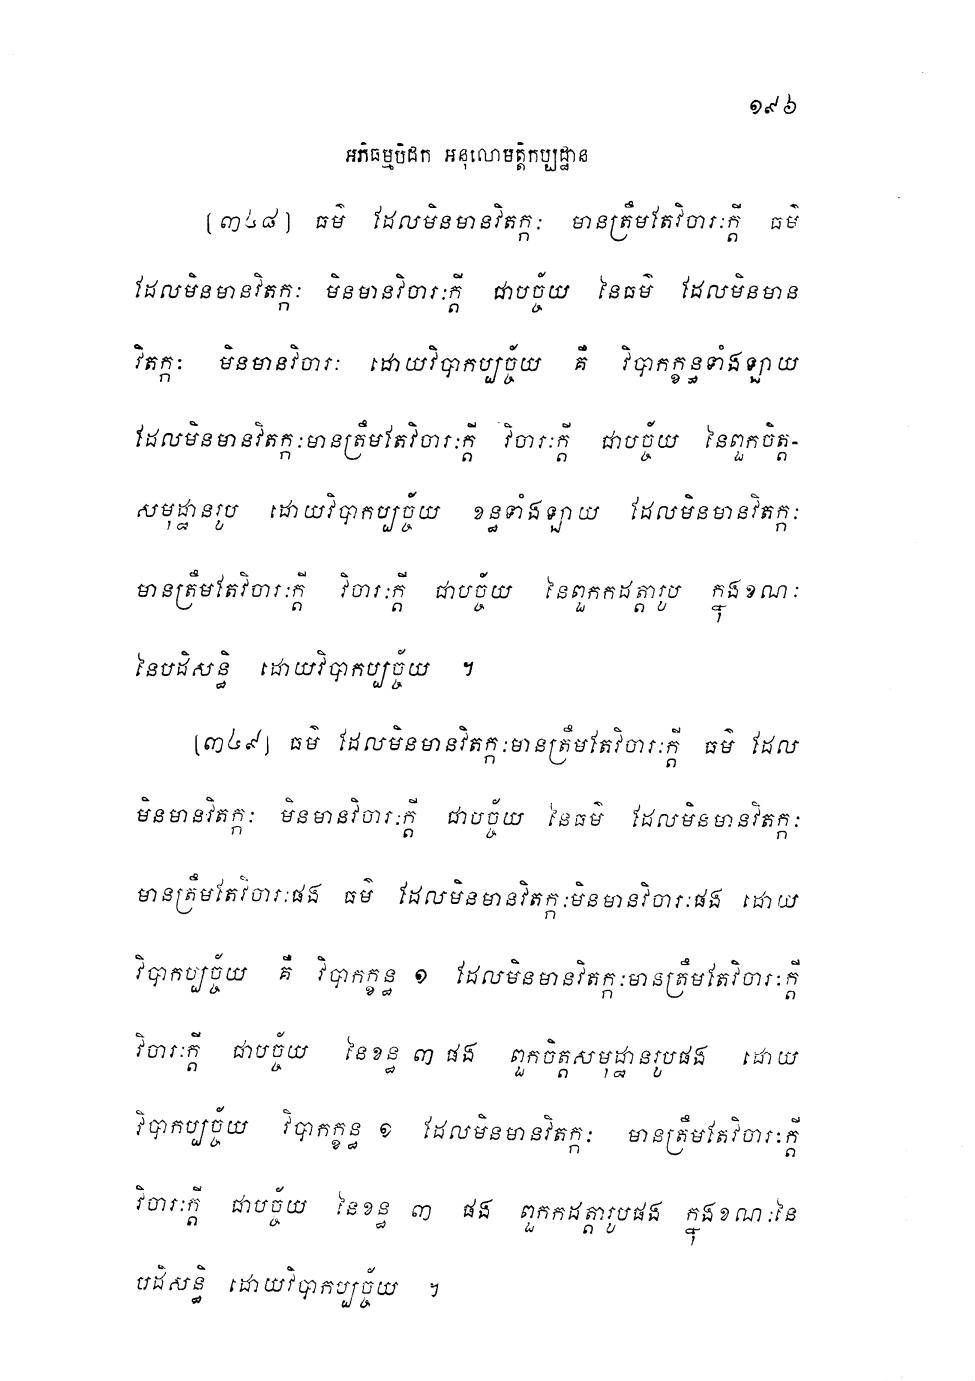 ១៩៦
អភិធម្មបិដក អនុលោមត្តិកប្បដ្ឋាន
[៣៤៨] ធម៌ ដែលមិនមានវិតក្កៈ មានត្រឹមតែវិចារៈក្តី ធម៌
ដែលមិនមានវិតក្កៈ មិនមានវិចារៈក្តី ជាបច្ច័យ នៃធម៌ ដែលមិនមាន
វិតក្កៈ មិនមានវិចារៈ ដោយវិបាកប្បច្ច័យ គឺ វិបាកក្ខន្ធទាំងឡាយ
ដែលមិនមានវិតក្កៈមានត្រឹមតែវិចារៈក្តី វិចារៈក្តី ជាបច្ច័យ នៃពួកចិត្ត-
សមុដ្ឋានរូប ដោយវិបាកប្បច្ច័យ ខន្ធទាំងឡាយ ដែលមិនមានវិតក្កៈ
មានត្រឹមតែវិចារៈក្តី វិចារៈក្តី ជាបច្ច័យ នៃពួកកដត្តារូប ក្នុងខណៈ
នៃបដិសន្ធិ ដោយវិបាកប្បច្ច័យ ។
[៣៤៩] ធម៌ ដែលមិនមានវិតក្កៈមានត្រឹមតែវិចារៈក្តី ធម៌ ដែល
មិនមានវិតក្កៈ មិនមានវិចារៈក្តី ជាបច្ច័យ នៃធម៌ ដែលមិនមានវិតក្កៈ
មានត្រឹមតែវិចារៈផង ធម៌ ដែលមិនមានវិតក្កៈមិនមានវិចារៈផង ដោយ
វិបាកប្បច្ច័យ គឺ វិបាកក្ខន្ធ ១ ដែលមិនមានវិតក្កៈមានត្រឹមតែវិចារៈក្តី
វិចារៈក្តី ជាបច្ច័យ នៃខន្ធ ៣ ផង ពួកចិត្តសមុដ្ឋានរូបផង ដោយ
វិបាកប្បច្ច័យ វិបាកក្ខន្ធ ១ ដែលមិនមានវិតក្កៈ មានត្រឹមតែវិចារៈក្តី
វិចារៈក្តី ជាបច្ច័យ នៃខន្ធ ៣ ផង ពួកកដត្តារូបផង ក្នុងខណៈនៃ
បដិសន្ធិ ដោយវិបាកប្បច្ច័យ ។